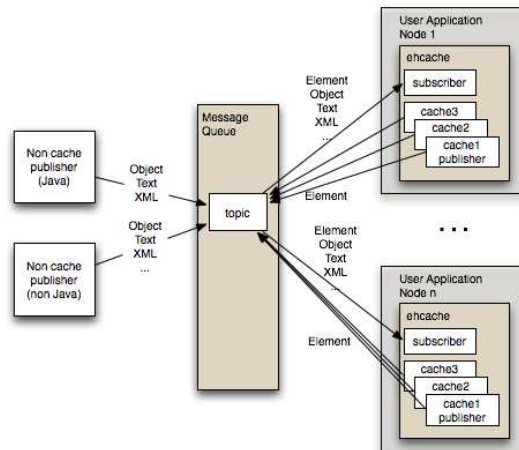 Non cache
publisher
(Java)
Non cache
publisher
(non Java)
Object
Text
XML
Object
Text
XML
...
Message
Queue
topic
Element
Object
Text
XML
...
Element
Element
Object
Text
XML
...
Element
User Application
Node 1
ehcache
subscriber
cache3
cache2
cache1
publisher
...
User Application
Node n
ehcache
subscriber
cache3
cache2
cache1
publisher